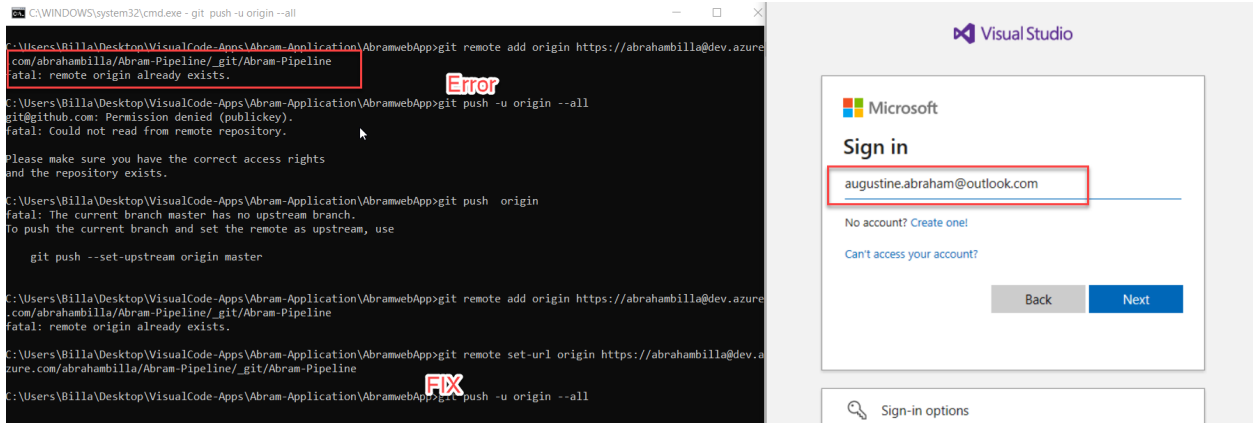 C:\WINDOWS\system32\cmd.exe - git push -u origin --all
C:\Users\Billa\Desktop\VisualCode-Apps\Abram-Application\AbramwebApp>git remote add origin https://abrahambilla@dev.azure
.com/abrahambilla/Abram-Pipeline/_git/Abram-Pipeline
fatal: remote origin already exists.
Error
C:\Users\Billa\Desktop\VisualCode-Apps\Abram-Application\AbramwebApp>git push -u origin --all
git@github.com: Permission denied (publickey).
fatal: Could not read from remote repository.
Please make sure you have the correct access rights
and the repository exists.
C:\Users\Billa\Desktop\VisualCode-Apps\Abram-Application\AbramwebApp>git push  origin
fatal: The current branch master has no upstream branch.
To push the current branch and set the remote as upstream, use
git push --set-upstream origin master
C:\Users\Billa\Desktop\VisualCode-Apps\Abram-Application\AbramwebApp>git remote add origin https://abrahambilla@dev.azure
.com/abrahambilla/Abram-Pipeline/_git/Abram-Pipeline
fatal: remote origin already exists.
C:\Users\Billa\Desktop\VisualCode-Apps\Abram-Application\AbramwebApp>git remote set-url origin https://abrahambilla@dev.a
zure.com/abrahambilla/Abram-Pipeline/_git/Abram-Pipeline
FIX
C:\Users\Billa\Desktop\VisualCode-Apps\Abram-Application\AbramwebApp>git push -u origin --all
Visual Studio
Microsoft
Sign in
augustine.abraham@outlook.com
No account? Create one!
Can't access your account?
Back
Next
Sign-in options